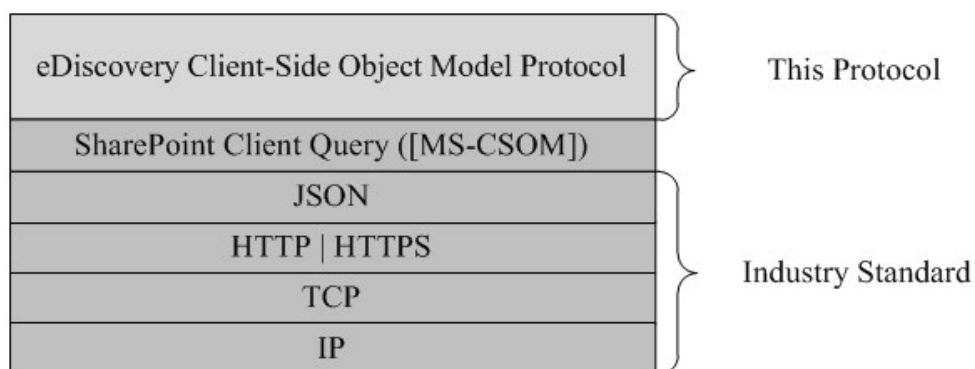 eDiscovery Client-Side Object Model Protocol
This Protocol
SharePoint Client Query ([MS-CSOM])
JSON
HTTP | HTTPS
TCP
IP
Industry Standard